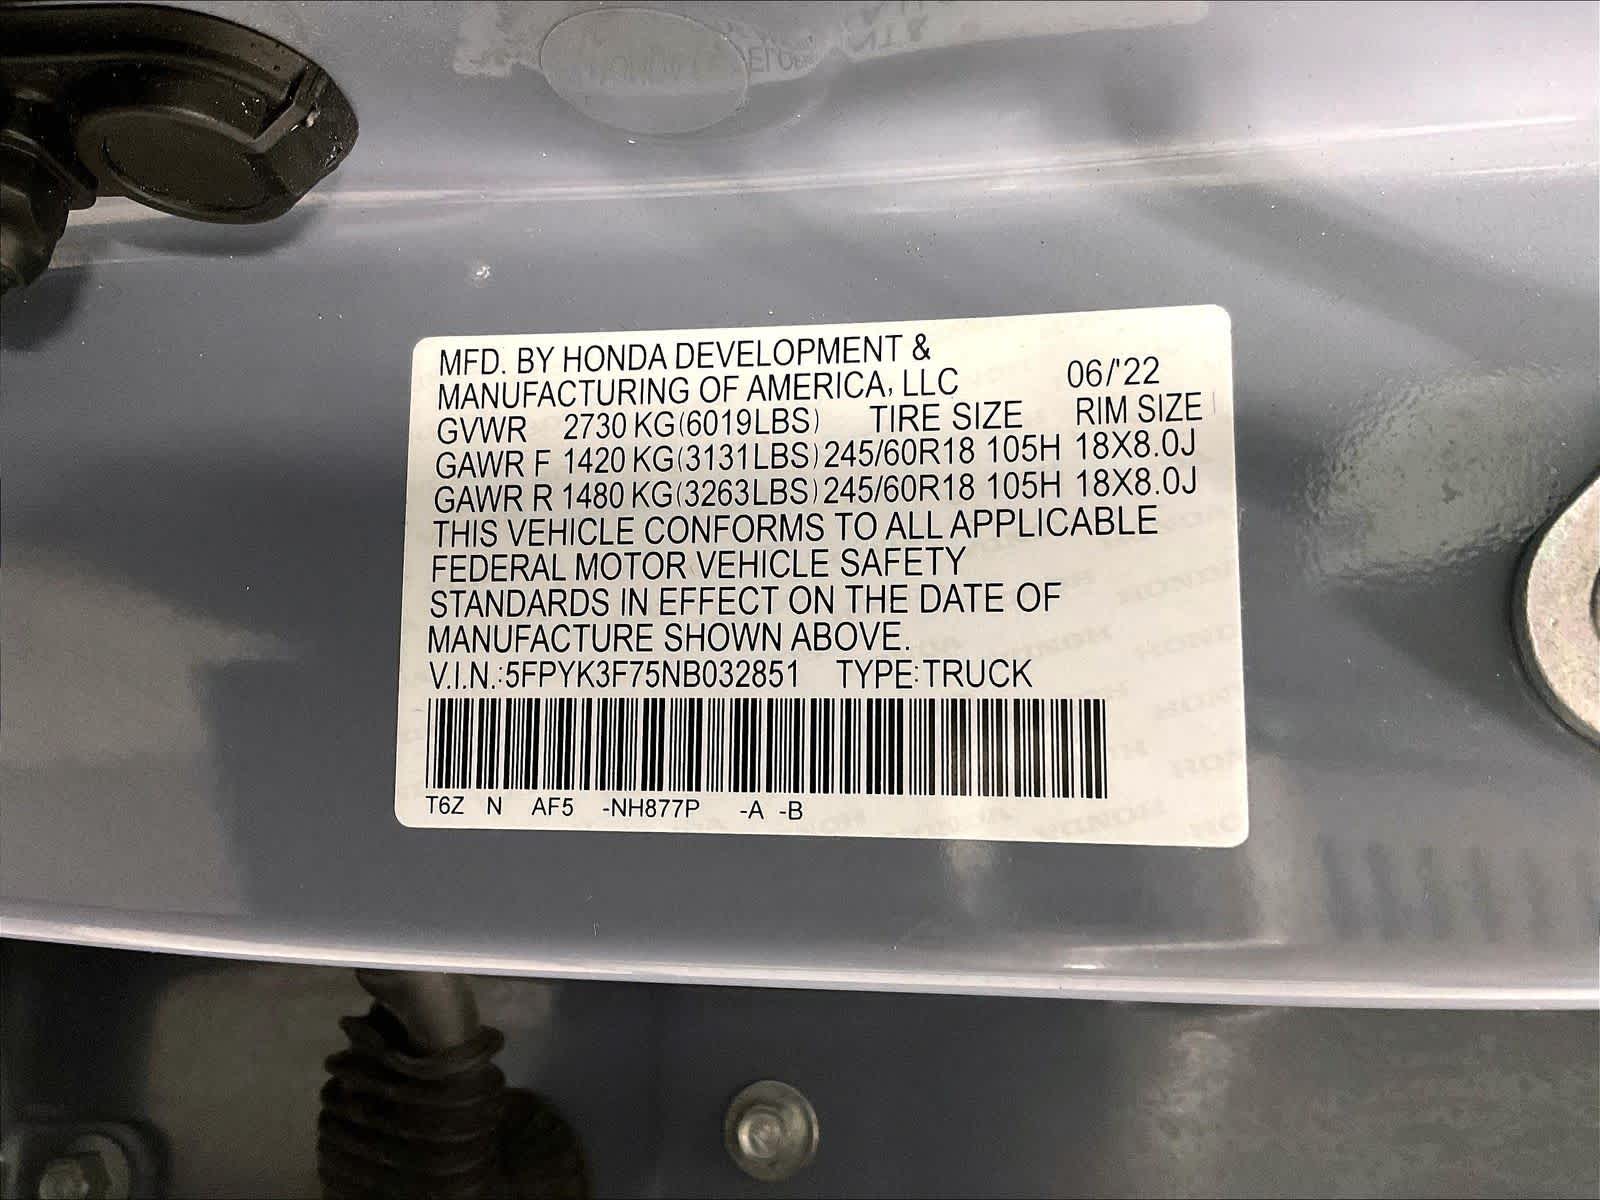 MFD. BY HONDA DEVELOPMENT &
MANUFACTURING OF AMERICA, LLC 06/'22
GVWR 2730 KG(6019LBS) TIRE SIZE RIM SIZE
GAWR F 1420 KG(3131LBS) 245/60R18 105H 18X8.0J
GAWR R 1480 KG(3263LBS) 245/60R18 105H 18X8.0J
THIS VEHICLE CONFORMS TO ALL APPLICABLE
FEDERAL MOTOR VEHICLE SAFETY
STANDARDS IN EFFECT ON THE DATE OF
MANUFACTURE SHOWN ABOVE.
V.I.N.:5FPYK3F75NB032851 TYPE:TRUCK
T6Z N AF5 -NH877P -A -B